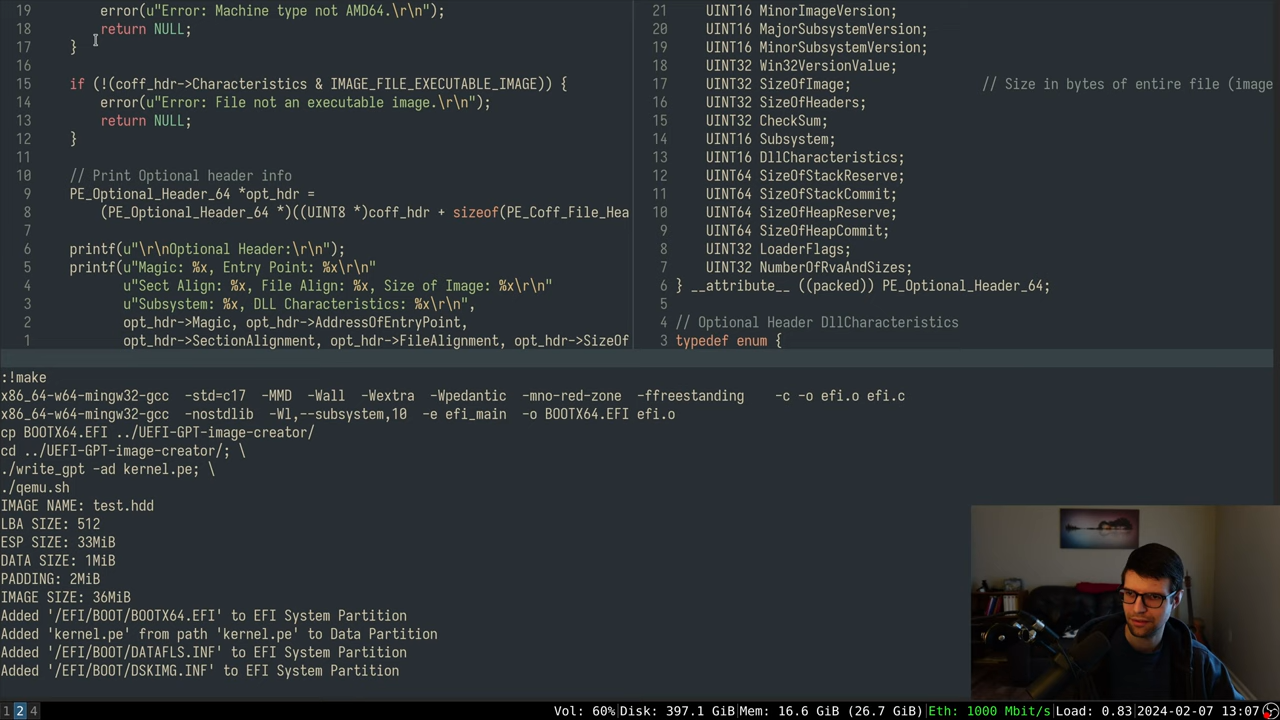 19 error(u"Error: Machine type not AMD64.\r\n");
18 return NULL;
17 }
16
15 if (!(coff_hdr->Characteristics & IMAGE_FILE_EXECUTABLE_IMAGE)) {
14 error(u"Error: File not an executable image.\r\n");
13 return NULL;
12 }
11
10 // Print Optional header info
9 PE_Optional_Header_64 *opt_hdr =
8 (PE_Optional_Header_64 *)((UINT8 *)coff_hdr + sizeof(PE_Coff_File_Hea
7
6 printf(u"\r\nOptional Header:\r\n");
5 printf(u"Magic: %x, Entry Point: %x\r\n"
4 u"Sect Align: %x, File Align: %x, Size of Image: %x\r\n"
3 u"Subsystem: %x, DLL Characteristics: %x\r\n",
2 opt_hdr->Magic, opt_hdr->AddressOfEntryPoint,
1 opt_hdr->SectionAlignment, opt_hdr->FileAlignment, opt_hdr->SizeOf
21 UINT16 MinorImageVersion;
20 UINT16 MajorSubsystemVersion;
19 UINT16 MinorSubsystemVersion;
18 UINT32 Win32VersionValue;
17 UINT32 SizeOfImage; // Size in bytes of entire file (image
16 UINT32 SizeOfHeaders;
15 UINT32 CheckSum;
14 UINT16 Subsystem;
13 UINT16 DllCharacteristics;
12 UINT64 SizeOfStackReserve;
11 UINT64 SizeOfStackCommit;
10 UINT64 SizeOfHeapReserve;
9 UINT64 SizeOfHeapCommit;
8 UINT32 LoaderFlags;
7 UINT32 NumberOfRvaAndSizes;
6 } __attribute__ ((packed)) PE_Optional_Header_64;
5
4 // Optional Header DllCharacteristics
3 typedef enum {
:!make
x86_64-w64-mingw32-gcc -std=c17 -MMD -Wall -Wextra -Wpedantic -mno-red-zone -ffreestanding -c -o efi.o efi.c
x86_64-w64-mingw32-gcc -nostdlib -Wl,--subsystem,10 -e efi_main -o BOOTX64.EFI efi.o
cp BOOTX64.EFI ../UEFI-GPT-image-creator/
cd ../UEFI-GPT-image-creator/; \
./write_gpt -ad kernel.pe; \
./qemu.sh
IMAGE NAME: test.hdd
LBA SIZE: 512
ESP SIZE: 33MiB
DATA SIZE: 1MiB
PADDING: 2MiB
IMAGE SIZE: 36MiB
Added '/EFI/BOOT/BOOTX64.EFI' to EFI System Partition
Added 'kernel.pe' from path 'kernel.pe' to Data Partition
Added '/EFI/BOOT/DATAFLS.INF' to EFI System Partition
Added '/EFI/BOOT/DSKIMG.INF' to EFI System Partition
1 2 4 Vol: 60%|Disk: 397.1 GiB|Mem: 16.6 GiB (26.7 GiB)|Eth: 1000 Mbit/s|Load: 0.83|2024-02-07 13:07